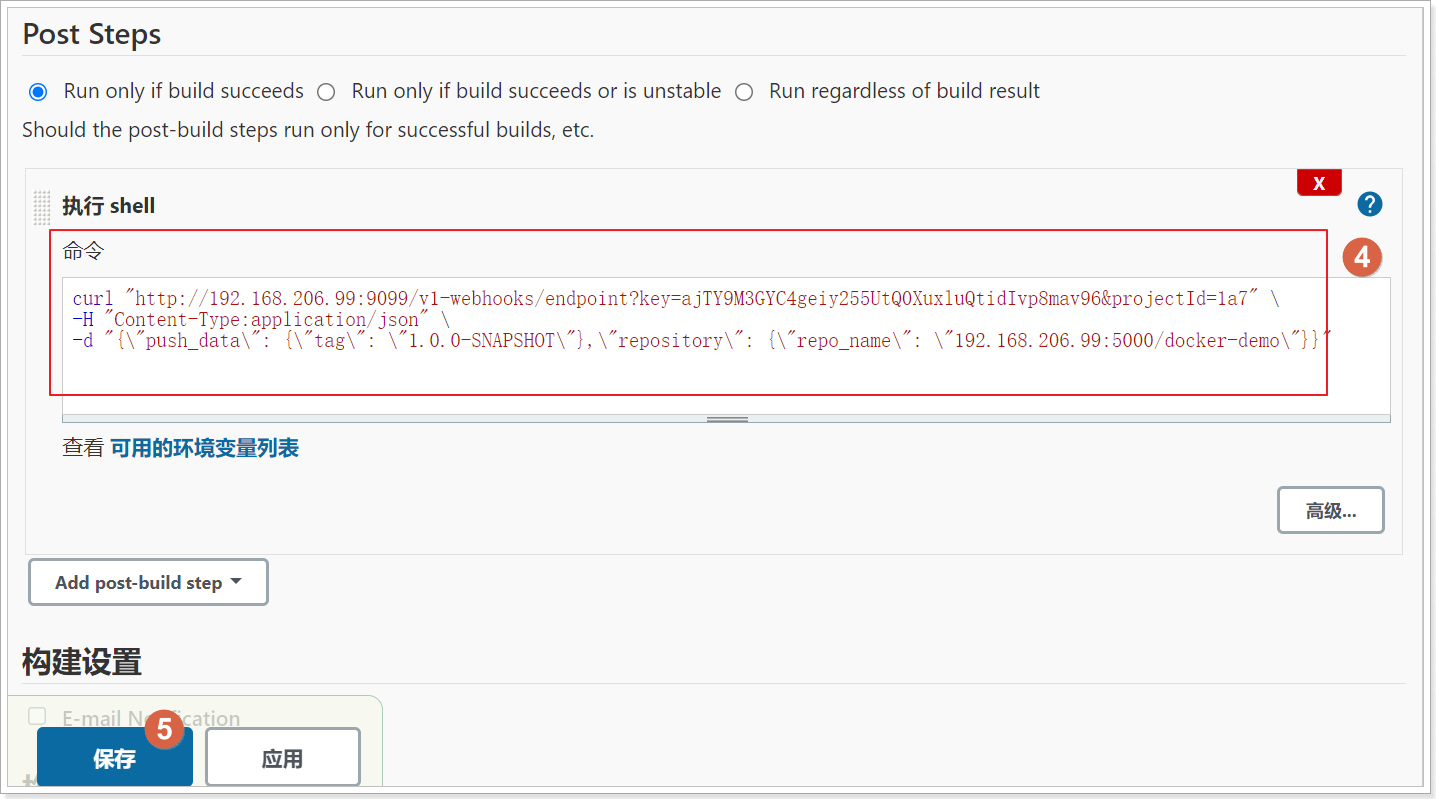 Post Steps
Run only if build succeeds Run only if build succeeds or is unstable Run regardless of build result
Should the post-build steps run only for successful builds, etc.
X
执行 shell
?
命令
4
curl "http://192.168.206.99:9099/v1-webhooks/endpoint?key=ajTY9M3GYC4geiy255UtQ0XuxluQtidIvp8mav96&projectId=1a7" \
-H "Content-Type:application/json" \
-d "{\"push_data\": {\"tag\": \"1.0.0-SNAPSHOT\"},\"repository\": {\"repo_name\": \"192.168.206.99:5000/docker-demo\"}}"
查看 可用的环境变量列表
高级...
Add post-build step
构建设置
E-mail Notification
5
保存 应用